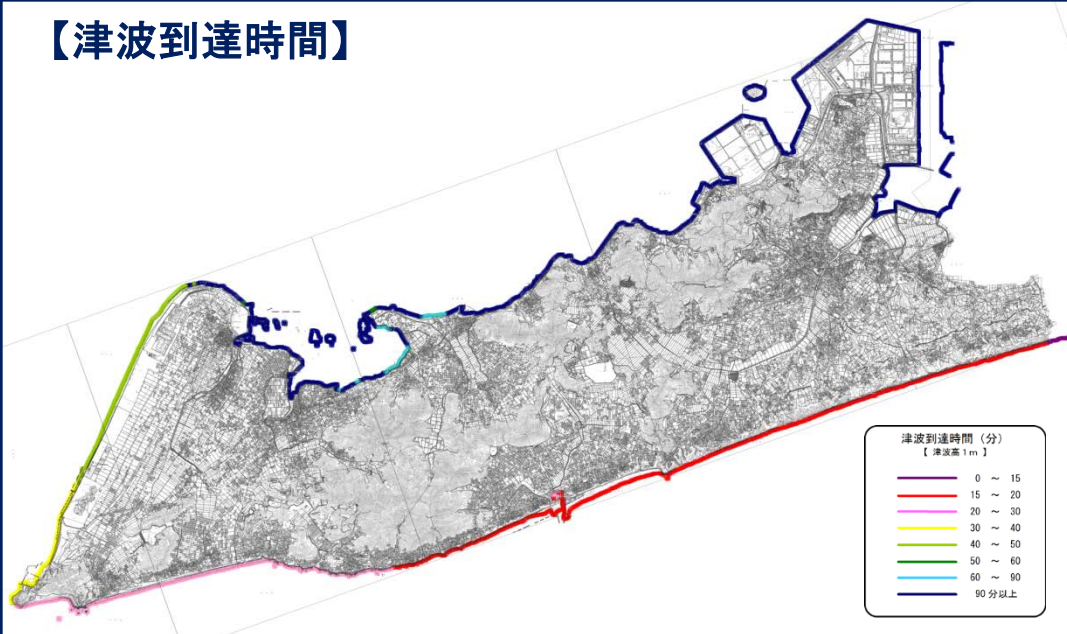 【津波到達時間】
津波到達時間（分）
【 津波高１ｍ 】
0 ～ 15
15 ～ 20
20 ～ 30
30 ～ 40
40 ～ 50
50 ～ 60
60 ～ 90
90 分以上